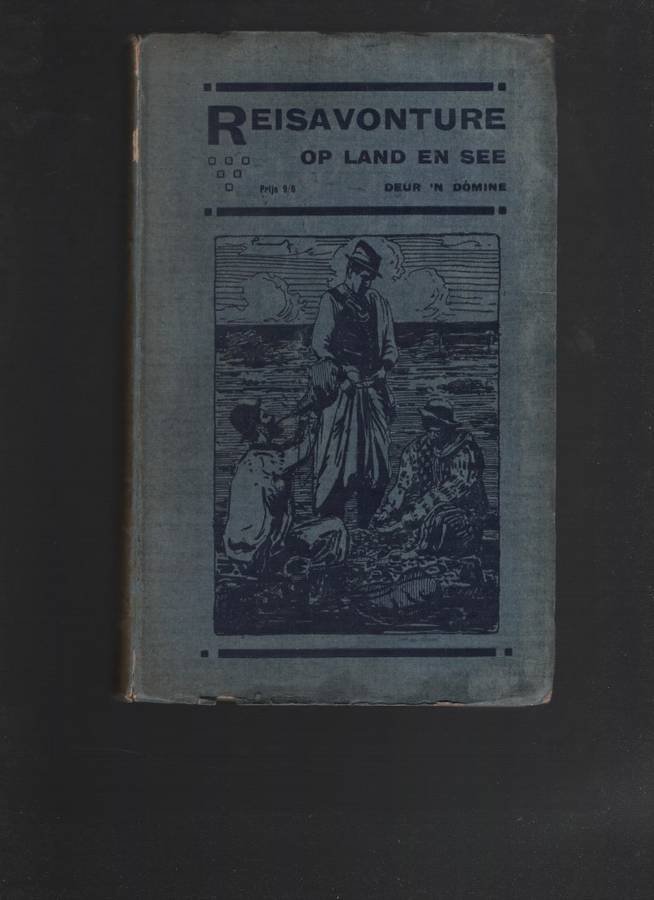 REISAVONTURE
OP LAND EN SEE
Prijs 9/6 DEUR 'N DOMINE